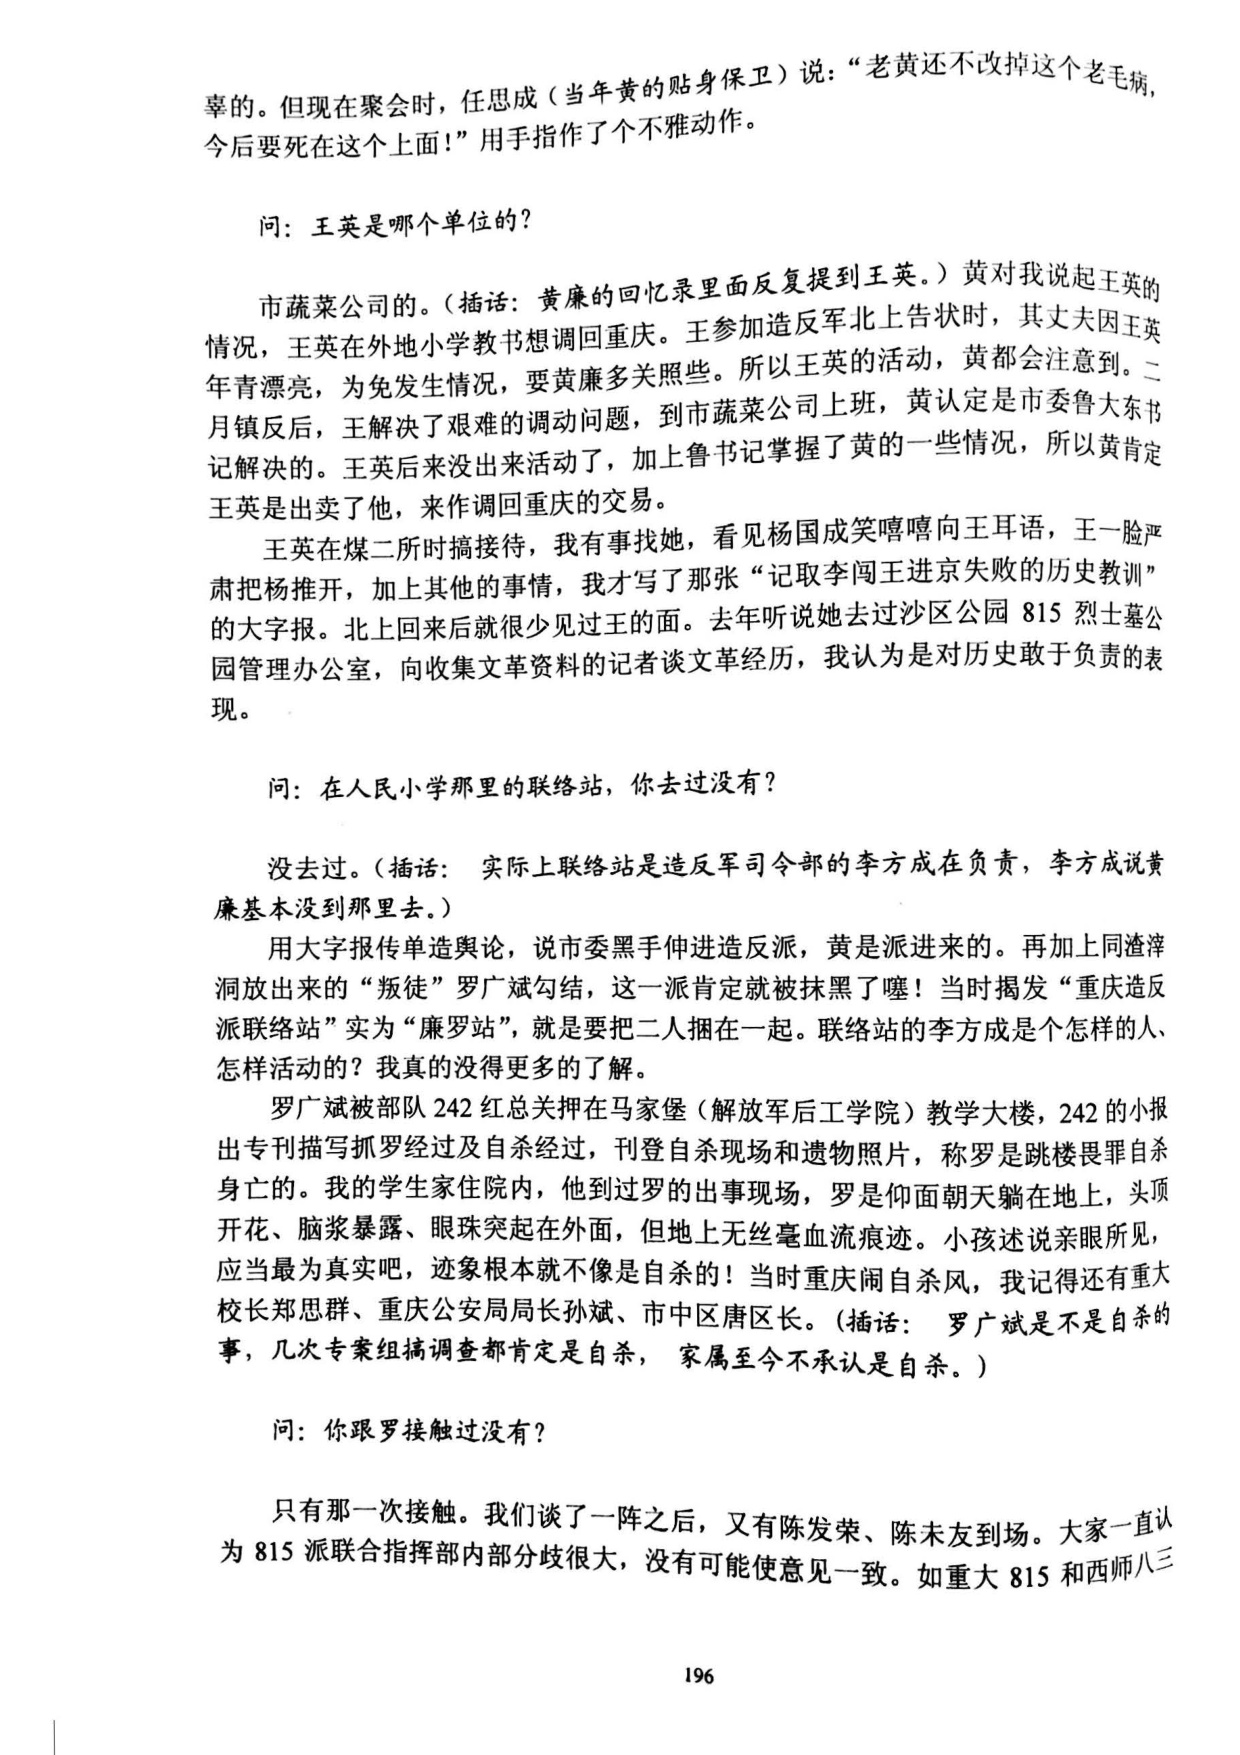 辜的。但现在聚会时，任思成（当年黄的贴身保卫）说：“老黄还不改掉这个老毛病，
今后要死在这个上面！”用手指作了个不雅动作。
问：王英是哪个单位的？
市蔬菜公司的。（插话：黄廉的回忆录里面反复提到王英。）黄对我说起王英的
情况，王英在外地小学教书想调回重庆。王参加造反军北上告状时，其丈夫因王英
年青漂亮，为免发生情况，要黄廉多关照些。所以王英的活动，黄都会注意到。二
月镇反后，王解决了艰难的调动问题，到市蔬菜公司上班，黄认定是市委鲁大东书
记解决的。王英后来没出来活动了，加上鲁书记掌握了黄的一些情况，所以黄肯定
王英是出卖了他，来作调回重庆的交易。
王英在煤二所时搞接待，我有事找她，看见杨国成笑嘻嘻向王耳语，王一脸严
肃把杨推开，加上其他的事情，我才写了那张“记取李闯王进京失败的历史教训”
的大字报。北上回来后就很少见过王的面。去年听说她去过沙区公园 815 烈士墓公
园管理办公室，向收集文革资料的记者谈文革经历，我认为是对历史敢于负责的表
现。
问：在人民小学那里的联络站，你去过没有？
没去过。（插话： 实际上联络站是造反军司令部的李方成在负责，李方成说黄
廉基本没到那里去。）
用大字报传单造舆论，说市委黑手伸进造反派，黄是派进来的。再加上同渣滓
洞放出来的“叛徒”罗广斌勾结，这一派肯定就被抹黑了噻！当时揭发“重庆造反
派联络站”实为“廉罗站”，就是要把二人捆在一起。联络站的李方成是个怎样的人、
怎样活动的？我真的没得更多的了解。
罗广斌被部队 242 红总关押在马家堡（解放军后工学院）教学大楼，242 的小报
出专刊描写抓罗经过及自杀经过，刊登自杀现场和遗物照片，称罗是跳楼畏罪自杀
身亡的。我的学生家住院内，他到过罗的出事现场，罗是仰面朝天躺在地上，头顶
开花、脑浆暴露、眼珠突起在外面，但地上无丝毫血流痕迹。小孩述说亲眼所见，
应当最为真实吧，迹象根本就不像是自杀的！当时重庆闹自杀风，我记得还有重大
校长郑思群、重庆公安局局长孙斌、市中区唐区长。（插话： 罗广斌是不是自杀的
事，几次专案组搞调查都肯定是自杀， 家属至今不承认是自杀。）
问：你跟罗接触过没有？
只有那一次接触。我们谈了一阵之后，又有陈发荣、陈未友到场。大家一直认
为 815 派联合指挥部内部分歧很大，没有可能使意见一致。如重大 815 和西师八三
196